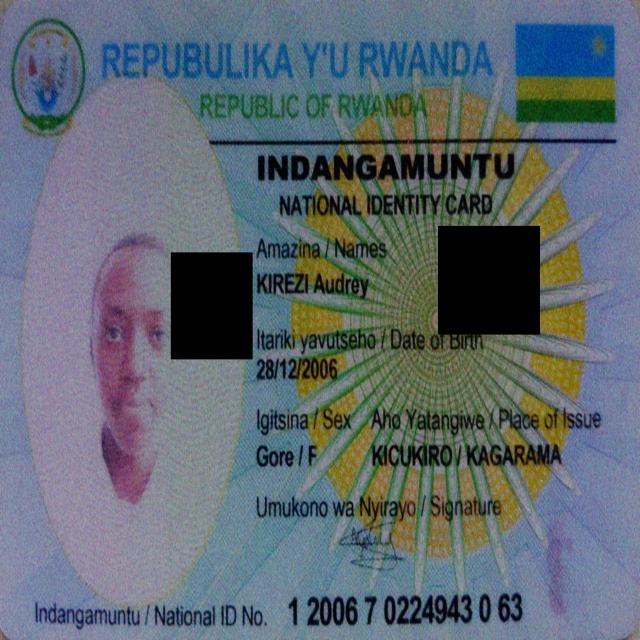 REPUBULIKA Y'U RWANDA
REPUBLIC OF RWANDA
INDANGAMUNTU
NATIONAL IDENTITY CARD
Amazina / Names
KIREZI Audrey
Itariki yavutseho / Date of Birth
28/12/2006
Igitsina / Sex Aho Yatangiwe / Place of Issue
Gore / F KICUKIRO / KAGARAMA
Umukono wa Nyirayo / Signature
Indangamuntu / National ID No. 1 2006 7 0224943 0 63